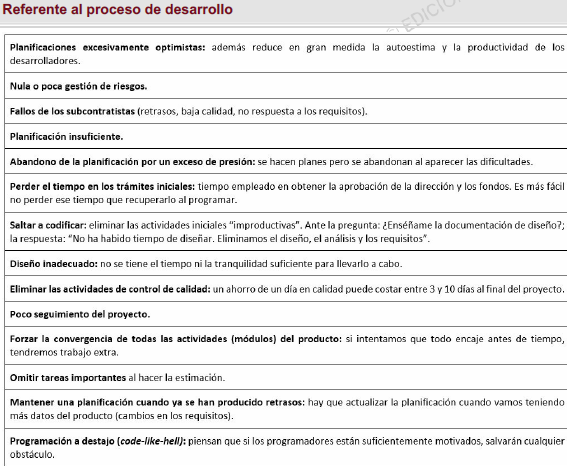 Referente al proceso de desarrollo
EDICIÓ
Planificaciones excesivamente optimistas: además reduce en gran medida la autoestima y la productividad de los
desarrolladores.
Nula o poca gestión de riesgos.
Fallos de los subcontratistas (retrasos, baja calidad, no respuesta a los requisitos).
Planificación insuficiente.
Abandono de la planificación por un exceso de presión: se hacen planes pero se abandonan al aparecer las dificultades.
Perder el tiempo en los trámites iniciales: tiempo empleado en obtener la aprobación de la dirección y los fondos. Es más fácil
no perder ese tiempo que recuperarlo al programar.
Saltar a codificar: eliminar las actividades iniciales “improductivas”. Ante la pregunta: ¿Enséñame la documentación de diseño?;
la respuesta: “No ha habido tiempo de diseñar. Eliminamos el diseño, el análisis y los requisitos”.
Diseño inadecuado: no se tiene el tiempo ni la tranquilidad suficiente para llevarlo a cabo.
Eliminar las actividades de control de calidad: un ahorro de un día en calidad puede costar entre 3 y 10 días al final del proyecto.
Poco seguimiento del proyecto.
Forzar la convergencia de todas las actividades (módulos) del producto: si intentamos que todo encaje antes de tiempo,
tendremos trabajo extra.
Omitir tareas importantes al hacer la estimación.
Mantener una planificación cuando ya se han producido retrasos: hay que actualizar la planificación cuando vamos teniendo
más datos del producto (cambios en los requisitos).
Programación a destajo (code-like-hell): piensan que si los programadores están suficientemente motivados, salvarán cualquier
obstáculo.